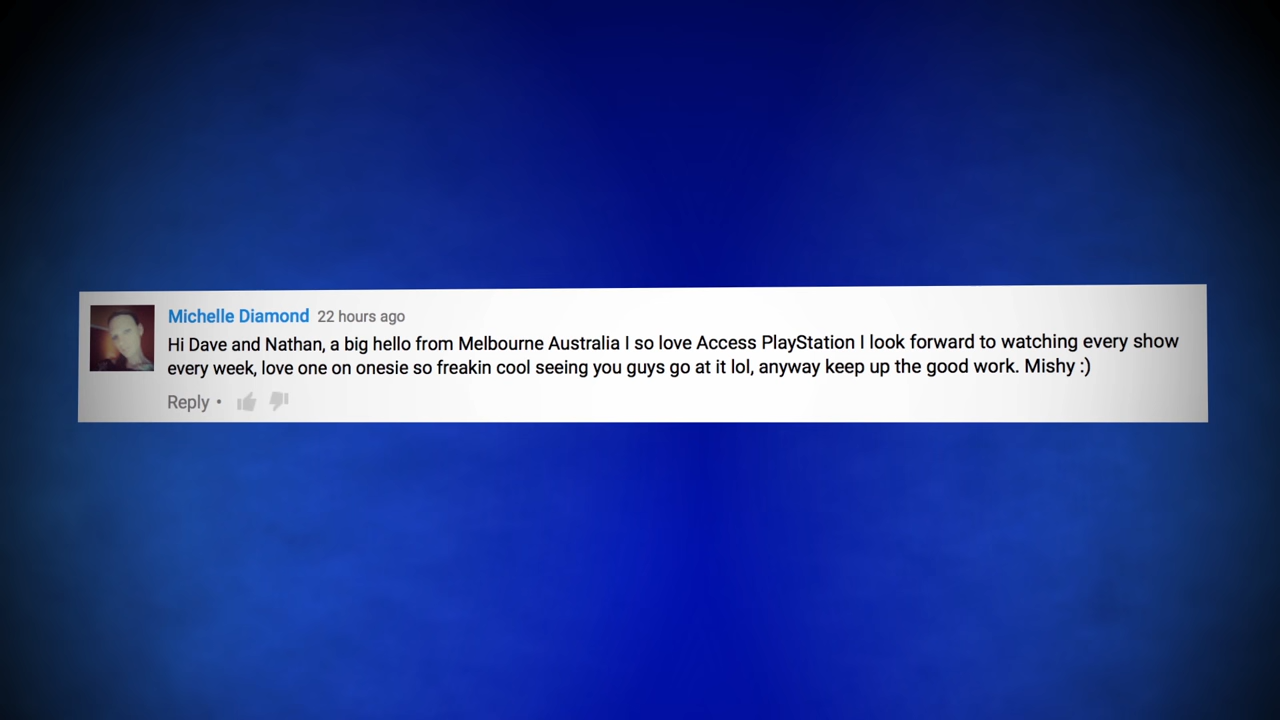 Michelle Diamond 22 hours ago
Hi Dave and Nathan, a big hello from Melbourne Australia I so love Access PlayStation I look forward to watching every show
every week, love one on onesie so freakin cool seeing you guys go at it lol, anyway keep up the good work. Mishy :)
Reply •